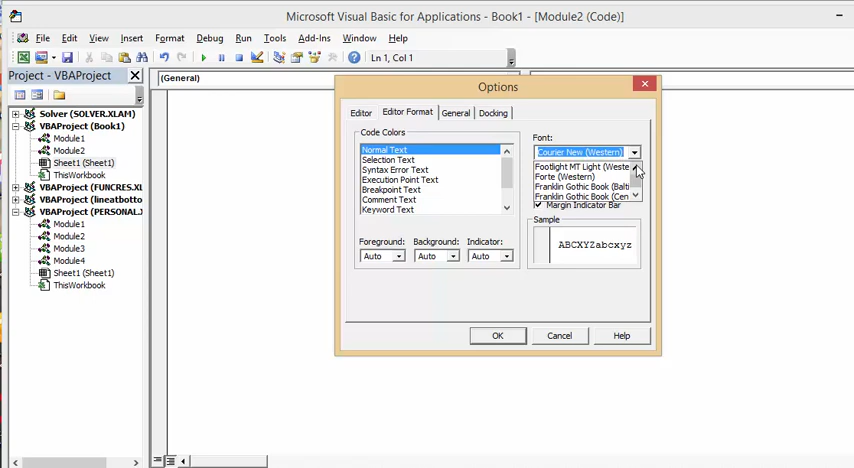 Microsoft Visual Basic for Applications - Book1 - [Module2 (Code)]
File Edit View Insert Format Debug Run Tools Add-Ins Window Help
Ln 1, Col 1
Project - VBAProject
(General)
Solver (SOLVER.XLAM)
VBAProject (Book1)
Module1
Module2
Sheet1 (Sheet1)
ThisWorkbook
VBAProject (FUNCRES.XL
VBAProject (lineatbotto
VBAProject (PERSONAL.)
Module1
Module2
Module3
Module4
Sheet1 (Sheet1)
ThisWorkbook
Options
Editor Editor Format General Docking
Code Colors
Normal Text
Selection Text
Syntax Error Text
Execution Point Text
Breakpoint Text
Comment Text
Keyword Text
Foreground: Background: Indicator:
Auto Auto Auto
Font:
Courier New (Western)
Footlight MT Light (Weste
Forte (Western)
Franklin Gothic Book (Balti
Franklin Gothic Book (Cen
Margin Indicator Bar
Sample
ABCXYZabcxyz
OK Cancel Help